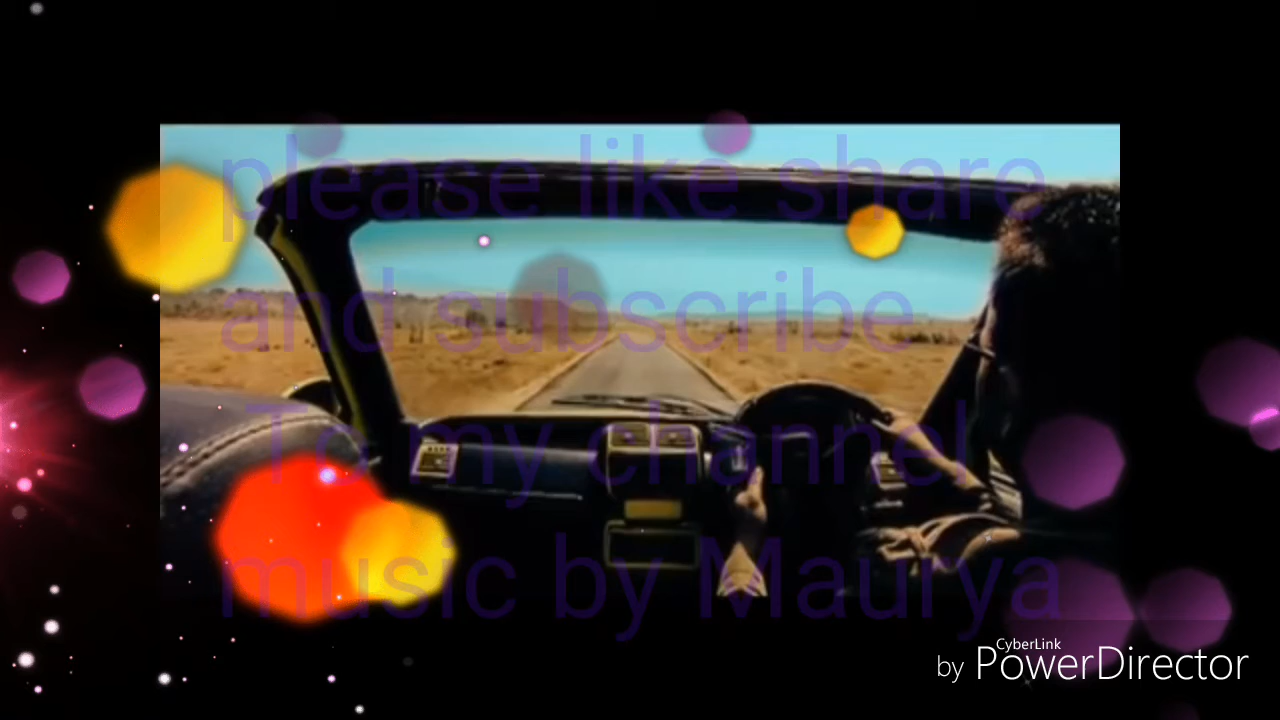 please like share
and subscribe
To my channel
music by Maurya
CyberLink
by PowerDirector